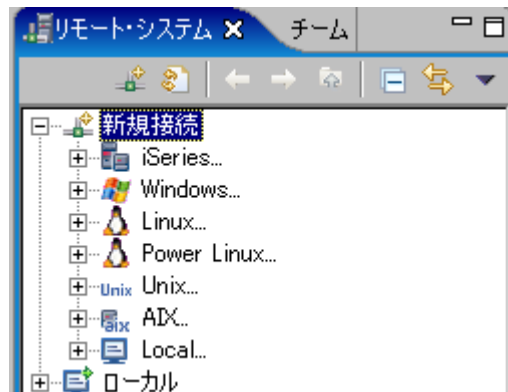 リモート・システム チーム
新規接続
iSeries...
Windows...
Linux...
Power Linux...
Unix Unix...
aix AIX...
Local...
ローカル